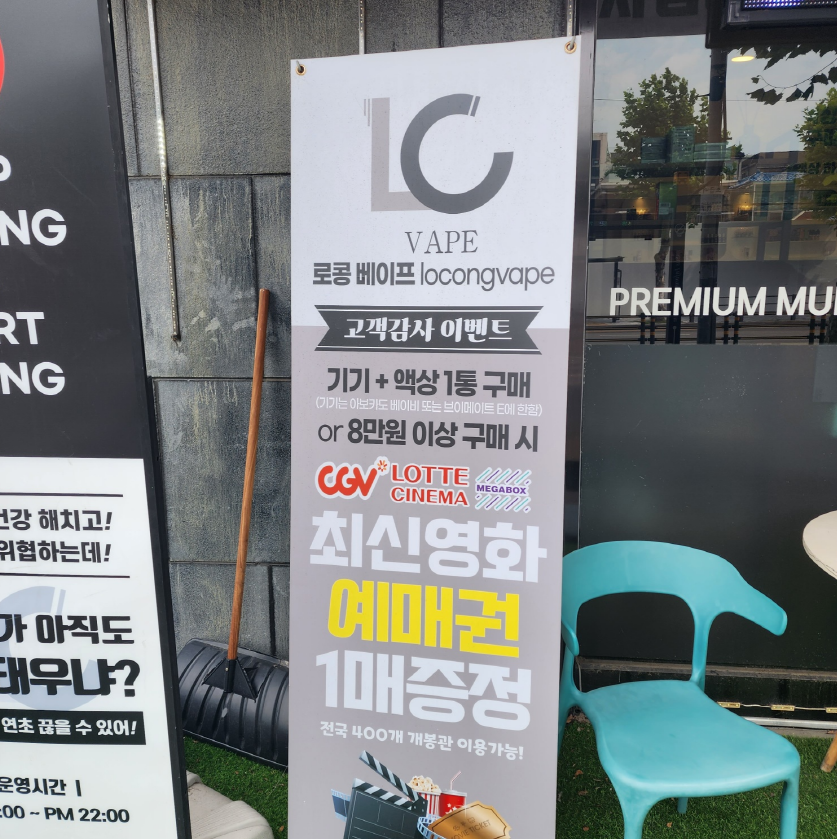 NG
RT
NG
건강 해치고!
위협하는데!
가 아직도
태우냐?
연초 끊을 수 있어!
운영시간 |
:00 ~ PM 22:00
LC
VAPE
로콩 베이프 locongvape
고객감사 이벤트
기기 + 액상 1통 구매
(기기는 아보카도 베이비 또는 브이메이트 E에 한함)
or 8만원 이상 구매 시
CGV LOTTE CINEMA MEGABOX
최신영화
예매권
1매증정
전국 400개 개봉관 이용가능!
PREMIUM MU